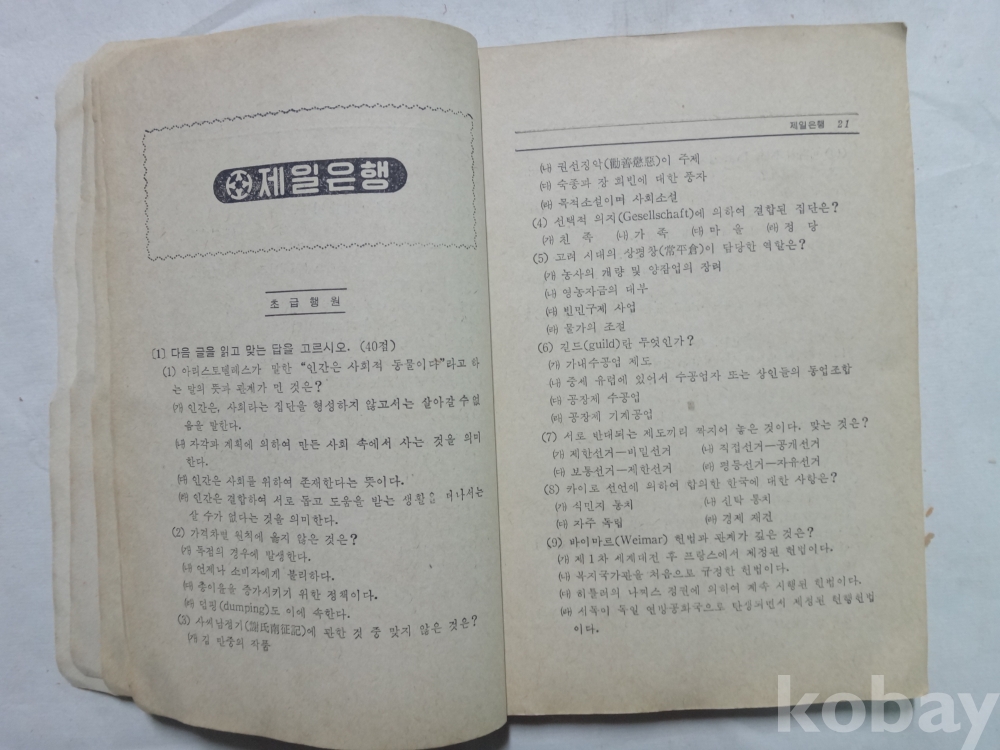 제일은행
초급행원
[1] 다음 글을 읽고 맞는 답을 고르시오. (40점)
(1) 아리스토텔레스가 말한 “인간은 사회적 동물이다”라고 하
는 말의 뜻과 관계가 먼 것은?
㈎ 인간은, 사회라는 집단을 형성하지 않고서는 살아갈 수 없
음을 말한다.
㈏ 자각과 계획에 의하여 만든 사회 속에서 사는 것을 의미
한다.
㈐ 인간은 사회를 위하여 존재한다는 뜻이다.
㈑ 인간은 결합하여 서로 돕고 도움을 받는 생활을 떠나서는
살 수가 없다는 것을 의미한다.
(2) 가격차별 원칙에 옳지 않은 것은?
㈎ 독점의 경우에 발생한다.
㈏ 언제나 소비자에게 불리하다.
㈐ 총이윤을 증가시키기 위한 정책이다.
㈑ 덤핑(dumping)도 이에 속한다.
(3) 사씨남정기(謝氏南征記)에 관한 것 중 맞지 않은 것은?
㈎ 김 만중의 작품
제일은행 21
㈏ 권선징악(勸善懲惡)이 주제
㈐ 숙종과 장 희빈에 대한 풍자
㈑ 목적소설이며 사회소설
(4) 선택적 의지(Gesellschaft)에 의하여 결합된 집단은?
㈎ 친 족 ㈏ 가 족 ㈐ 마 을 ㈑ 정 당
(5) 고려 시대의 상평창(常平倉)이 담당한 역할은?
㈎ 농사의 개량 및 양잠업의 장려
㈏ 영농자금의 대부
㈐ 빈민구제 사업
㈑ 물가의 조절
(6) 길드(guild)란 무엇인가?
㈎ 가내수공업 제도
㈏ 중세 유럽에 있어서 수공업자 또는 상인들의 동업조합
㈐ 공장제 수공업
㈑ 공장제 기계공업
(7) 서로 반대되는 제도끼리 짝지어 놓은 것이다. 맞는 것은?
㈎ 제한선거—비밀선거 ㈏ 직접선거—공개선거
㈐ 보통선거—제한선거 ㈑ 평등선거—자유선거
(8) 카이로 선언에 의하여 합의한 한국에 대한 사항은?
㈎ 식민지 통치 ㈏ 신탁 통치
㈐ 자주 독립 ㈑ 경제 재건
(9) 바이마르(Weimar) 헌법과 관계가 깊은 것은?
㈎ 제1차 세계대전 후 프랑스에서 제정된 헌법이다.
㈏ 복지국가관을 처음으로 규정한 헌법이다.
㈐ 히틀러의 나찌스 정권에 의하여 계속 시행된 헌법이다.
㈑ 서독이 독일 연방공화국으로 탄생되면서 제정된 현행헌법
이다.
kobay